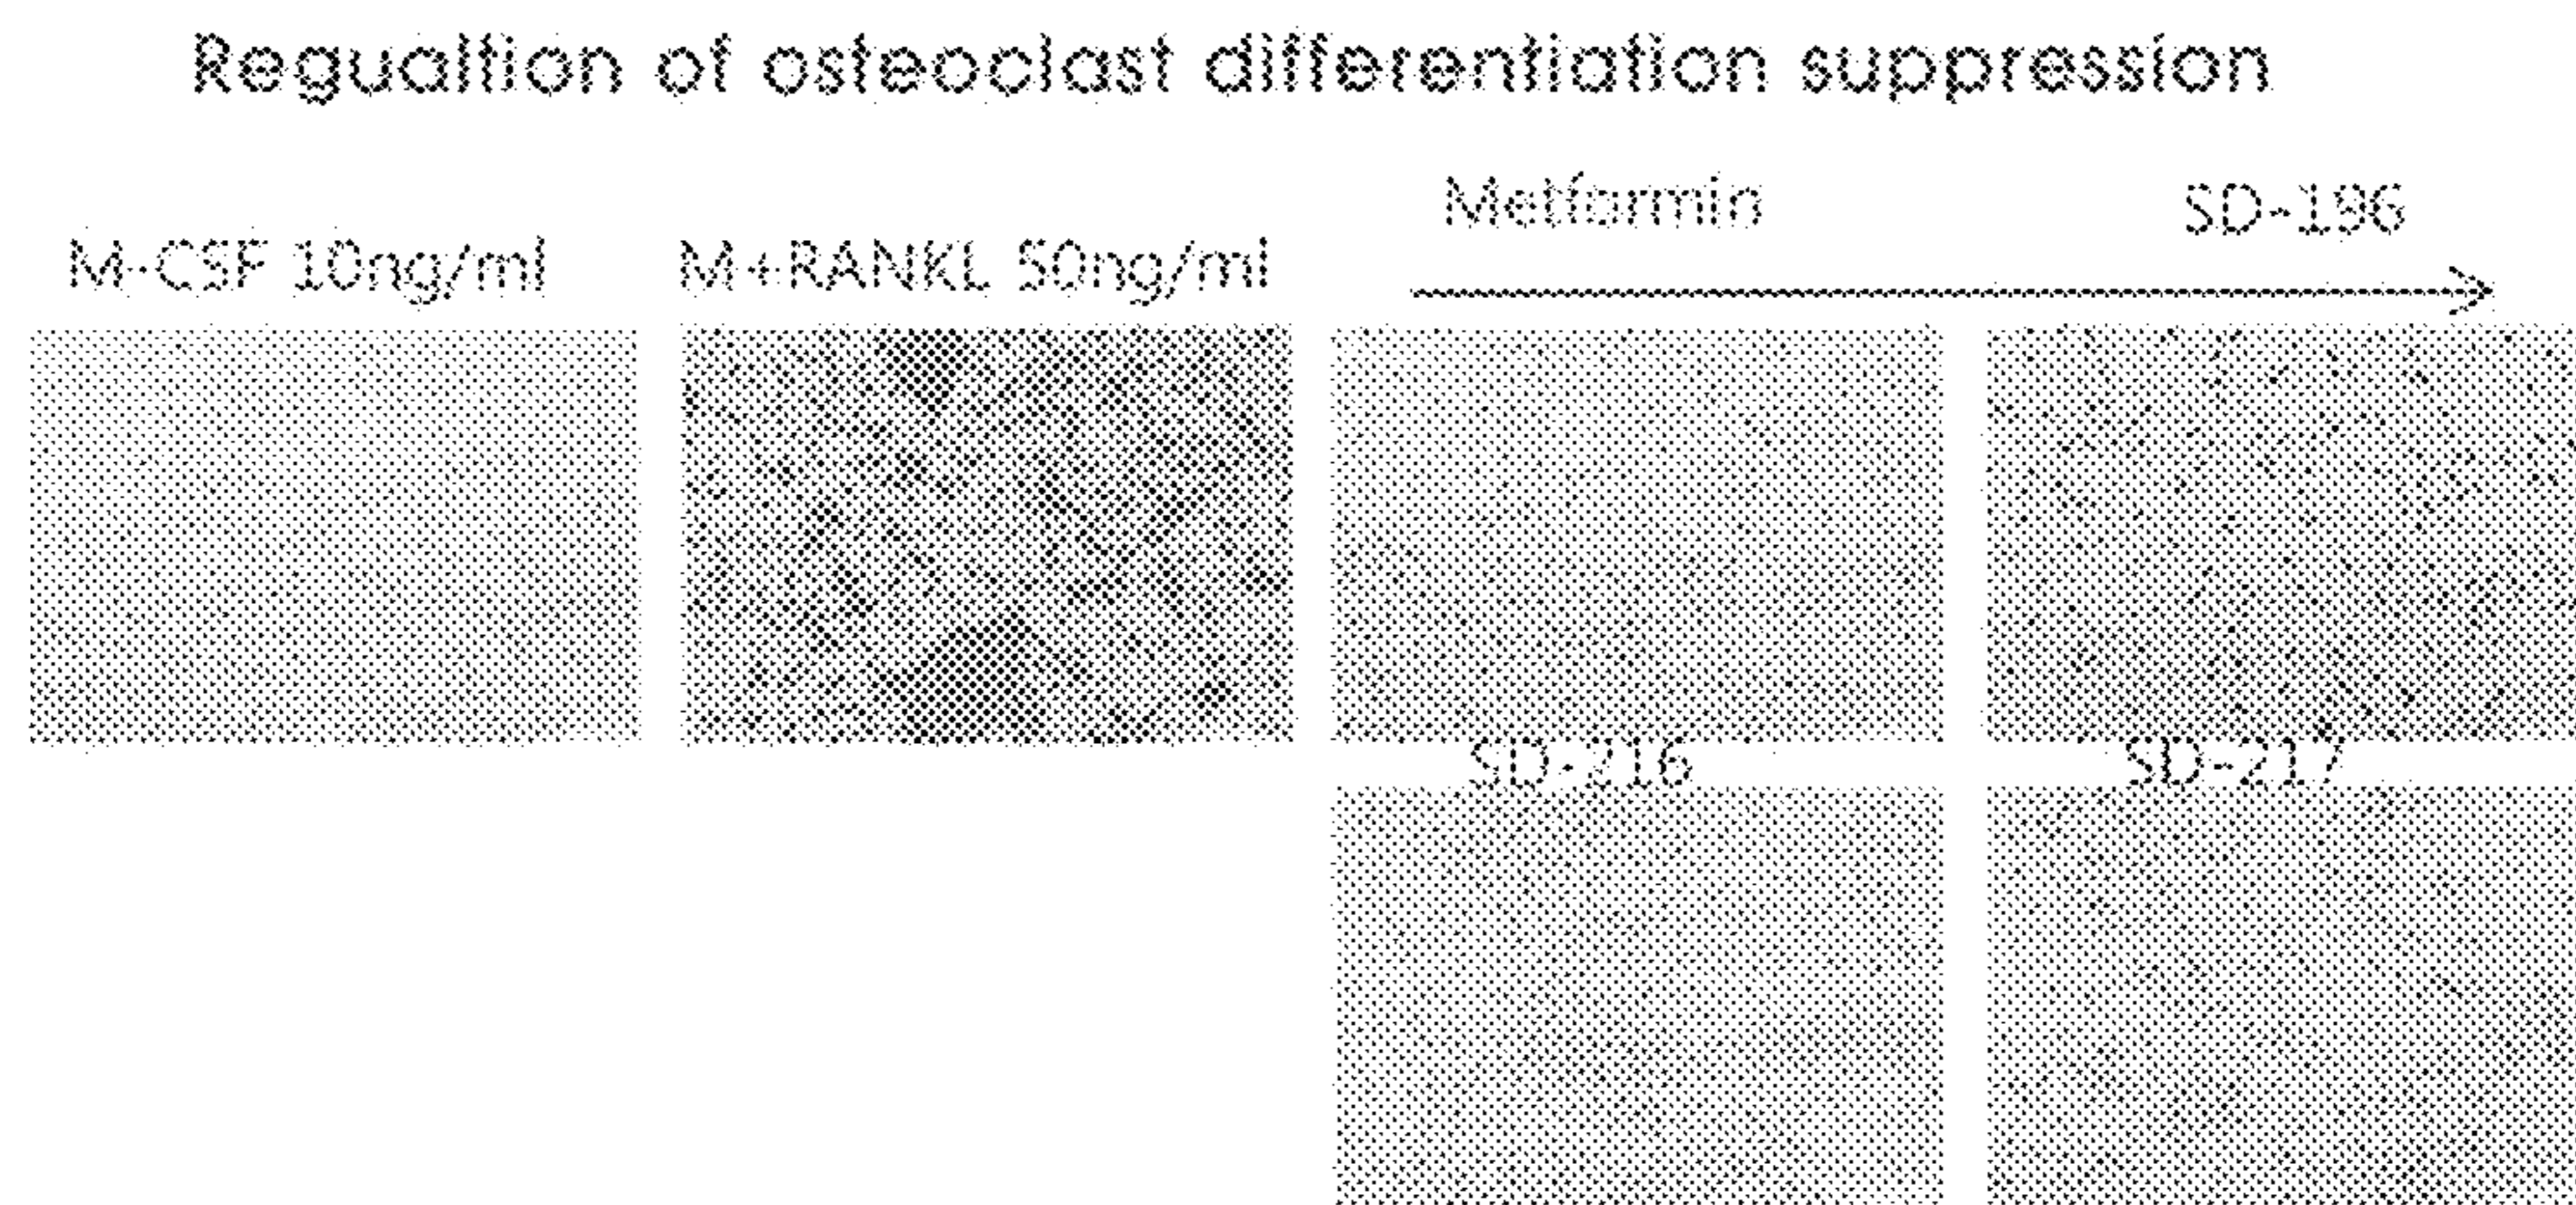 Regualtion of osteoclast differentiation suppression
Metformin
SD-196
M-CSF 10ng/ml
M+RANKL 50ng/ml
SD-216
SD-217